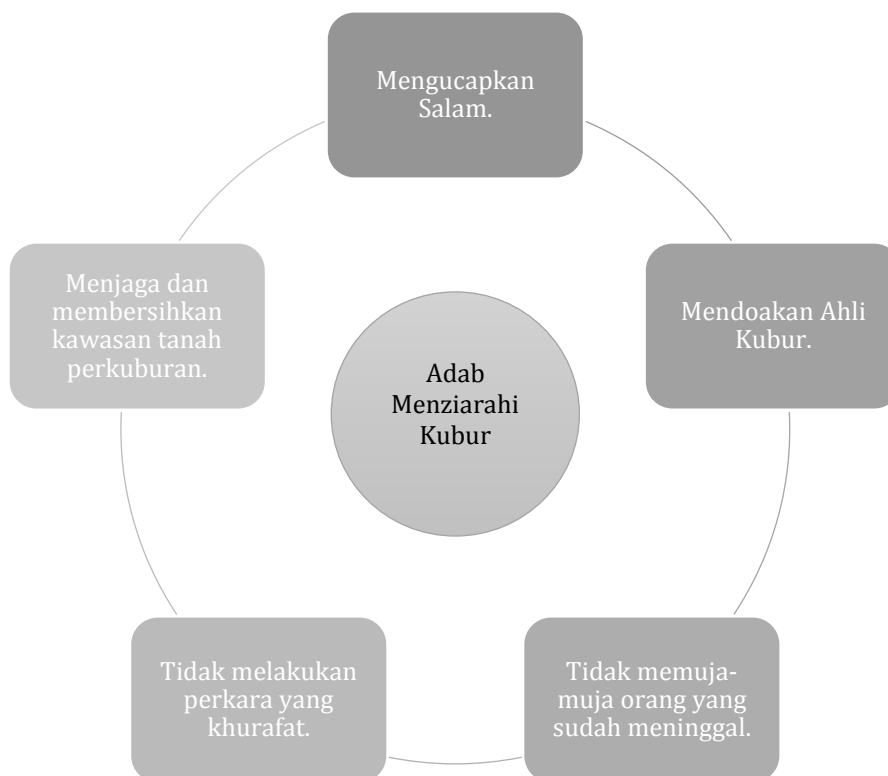 Mengucapkan
Salam.
Mendoakan Ahli
Kubur.
Tidak memuja-
muja orang yang
sudah meninggal.
Tidak melakukan
perkara yang
khurafat.
Menjaga dan
membersihkan
kawasan tanah
perkuburan.
Adab
Menziarahi
Kubur